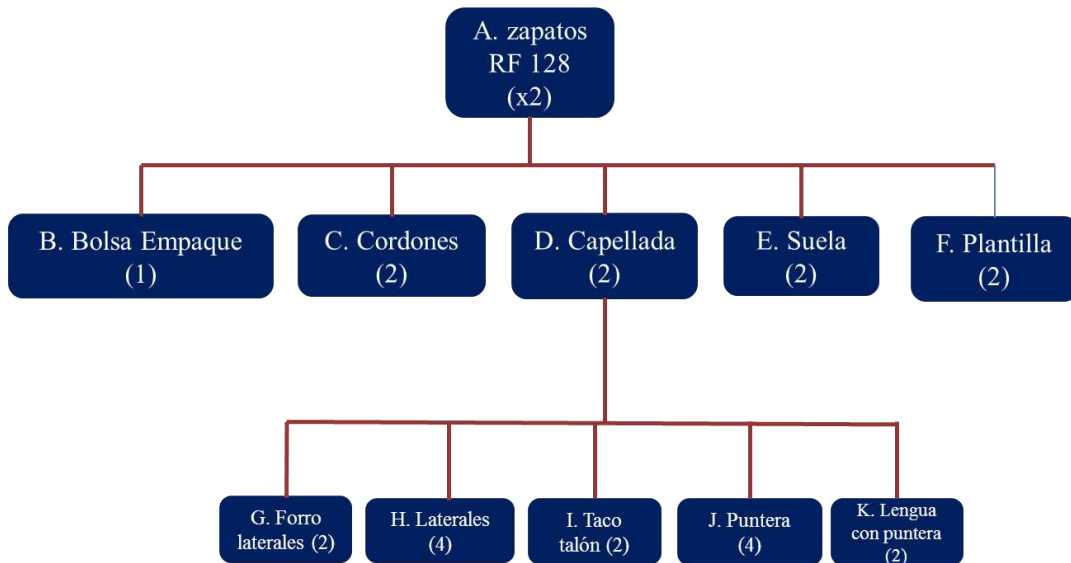 A. zapatos
RF 128
(x2)
B. Bolsa Empaque
(1)
C. Cordones
(2)
D. Capellada
(2)
E. Suela
(2)
F. Plantilla
(2)
G. Forro
laterales (2)
H. Laterales
(4)
I. Taco
talón (2)
J. Puntera
(4)
K. Lengua
con puntera
(2)